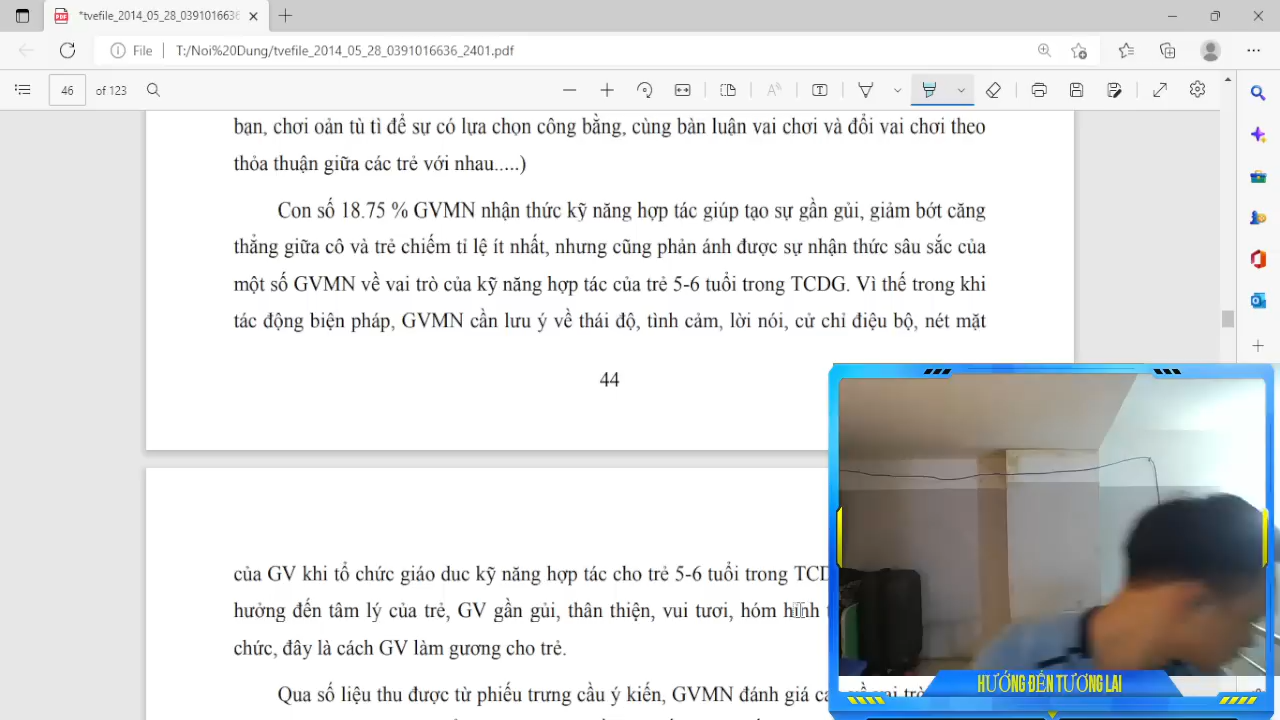 *tvefile_2014_05_28_0391016636
File
T:/Noi%20Dung/tvefile_2014_05_28_0391016636_2401.pdf
46 of 123
bạn, chơi oản tù tì để sự có lựa chọn công bằng, cùng bàn luận vai chơi và đổi vai chơi theo
thỏa thuận giữa các trẻ với nhau.....)
Con số 18.75 % GVMN nhận thức kỹ năng hợp tác giúp tạo sự gần gủi, giảm bớt căng
thẳng giữa cô và trẻ chiếm tỉ lệ ít nhất, nhưng cũng phản ánh được sự nhận thức sâu sắc của
một số GVMN về vai trò của kỹ năng hợp tác của trẻ 5-6 tuổi trong TCDG. Vì thế trong khi
tác động biện pháp, GVMN cần lưu ý về thái độ, tình cảm, lời nói, cử chỉ điệu bộ, nét mặt
44
của GV khi tổ chức giáo dục kỹ năng hợp tác cho trẻ 5-6 tuổi trong
hưởng đến tâm lý của trẻ, GV gần gủi, thân thiện, vui tươi, hóm hỉnh
chức, đây là cách GV làm gương cho trẻ.
Qua số liệu thu được từ phiếu trưng cầu ý kiến, GVMN đánh giá
HƯỚNG ĐẾN TƯƠNG LAI